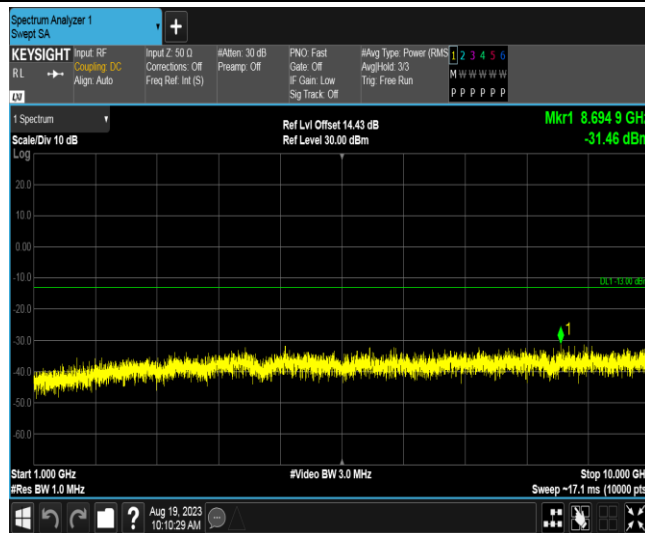 Spectrum Analyzer 1
Swept SA
KEYSIGHT Input: RF Input Z: 50 Ω #Atten: 30 dB PNO: Fast #Avg Type: Power (RMS 1 2 3 4 5 6
RL Coupling: DC Corrections: Off Preamp: Off Gate: Off Avg|Hold: 3/3 M W W W W W
Align: Auto Freq Ref: Int (S) IF Gain: Low Trig: Free Run
LXI Sig Track: Off P P P P P P
1 Spectrum Ref Lvl Offset 14.43 dB Mkr1 8.694 9 GHz
Scale/Div 10 dB Ref Level 30.00 dBm -31.46 dBm
Log
20.0
10.0
0.00
-10.0 DL1 -13.00 dBm
-20.0
-30.0 1
-40.0
-50.0
-60.0
Start 1.000 GHz #Video BW 3.0 MHz Stop 10.000 GH
#Res BW 1.0 MHz Sweep ~17.1 ms (10000 pts
? Aug 19, 2023
10:10:29 AM